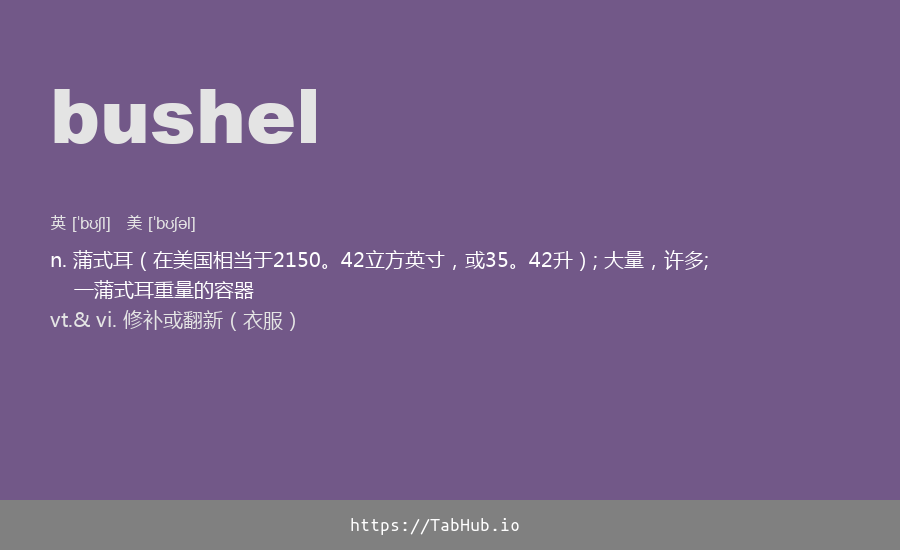 bushel
英 [ˈbʊʃl] 美 [ˈbʊʃəl]
n. 蒲式耳（在美国相当于2150。42立方英寸，或35。42升）; 大量，许多;
一蒲式耳重量的容器
vt.& vi. 修补或翻新（衣服）
https://TabHub.io